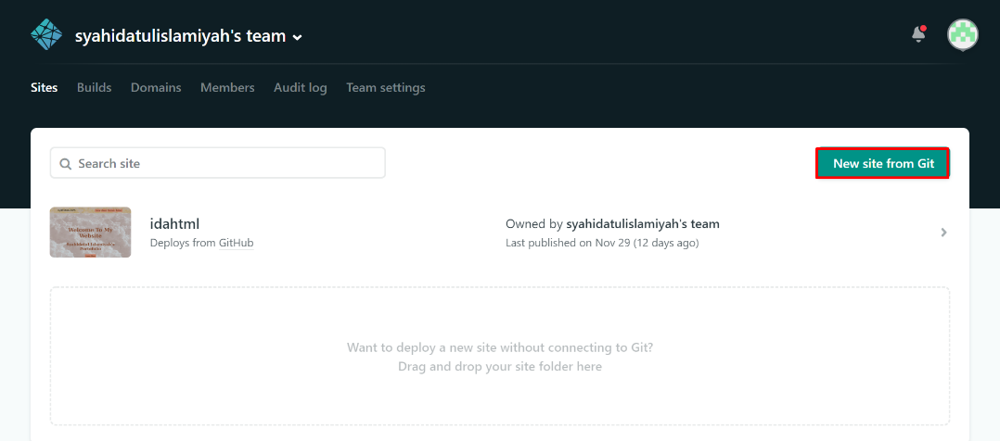 syahidatulislamiyah's team
Sites Builds Domains Members Audit log Team settings
Search site
New site from Git
Welcome To My
Website
idahtml
Deploys from GitHub
Owned by syahidatulislamiyah's team
Last published on Nov 29 (12 days ago)
Want to deploy a new site without connecting to Git?
Drag and drop your site folder here